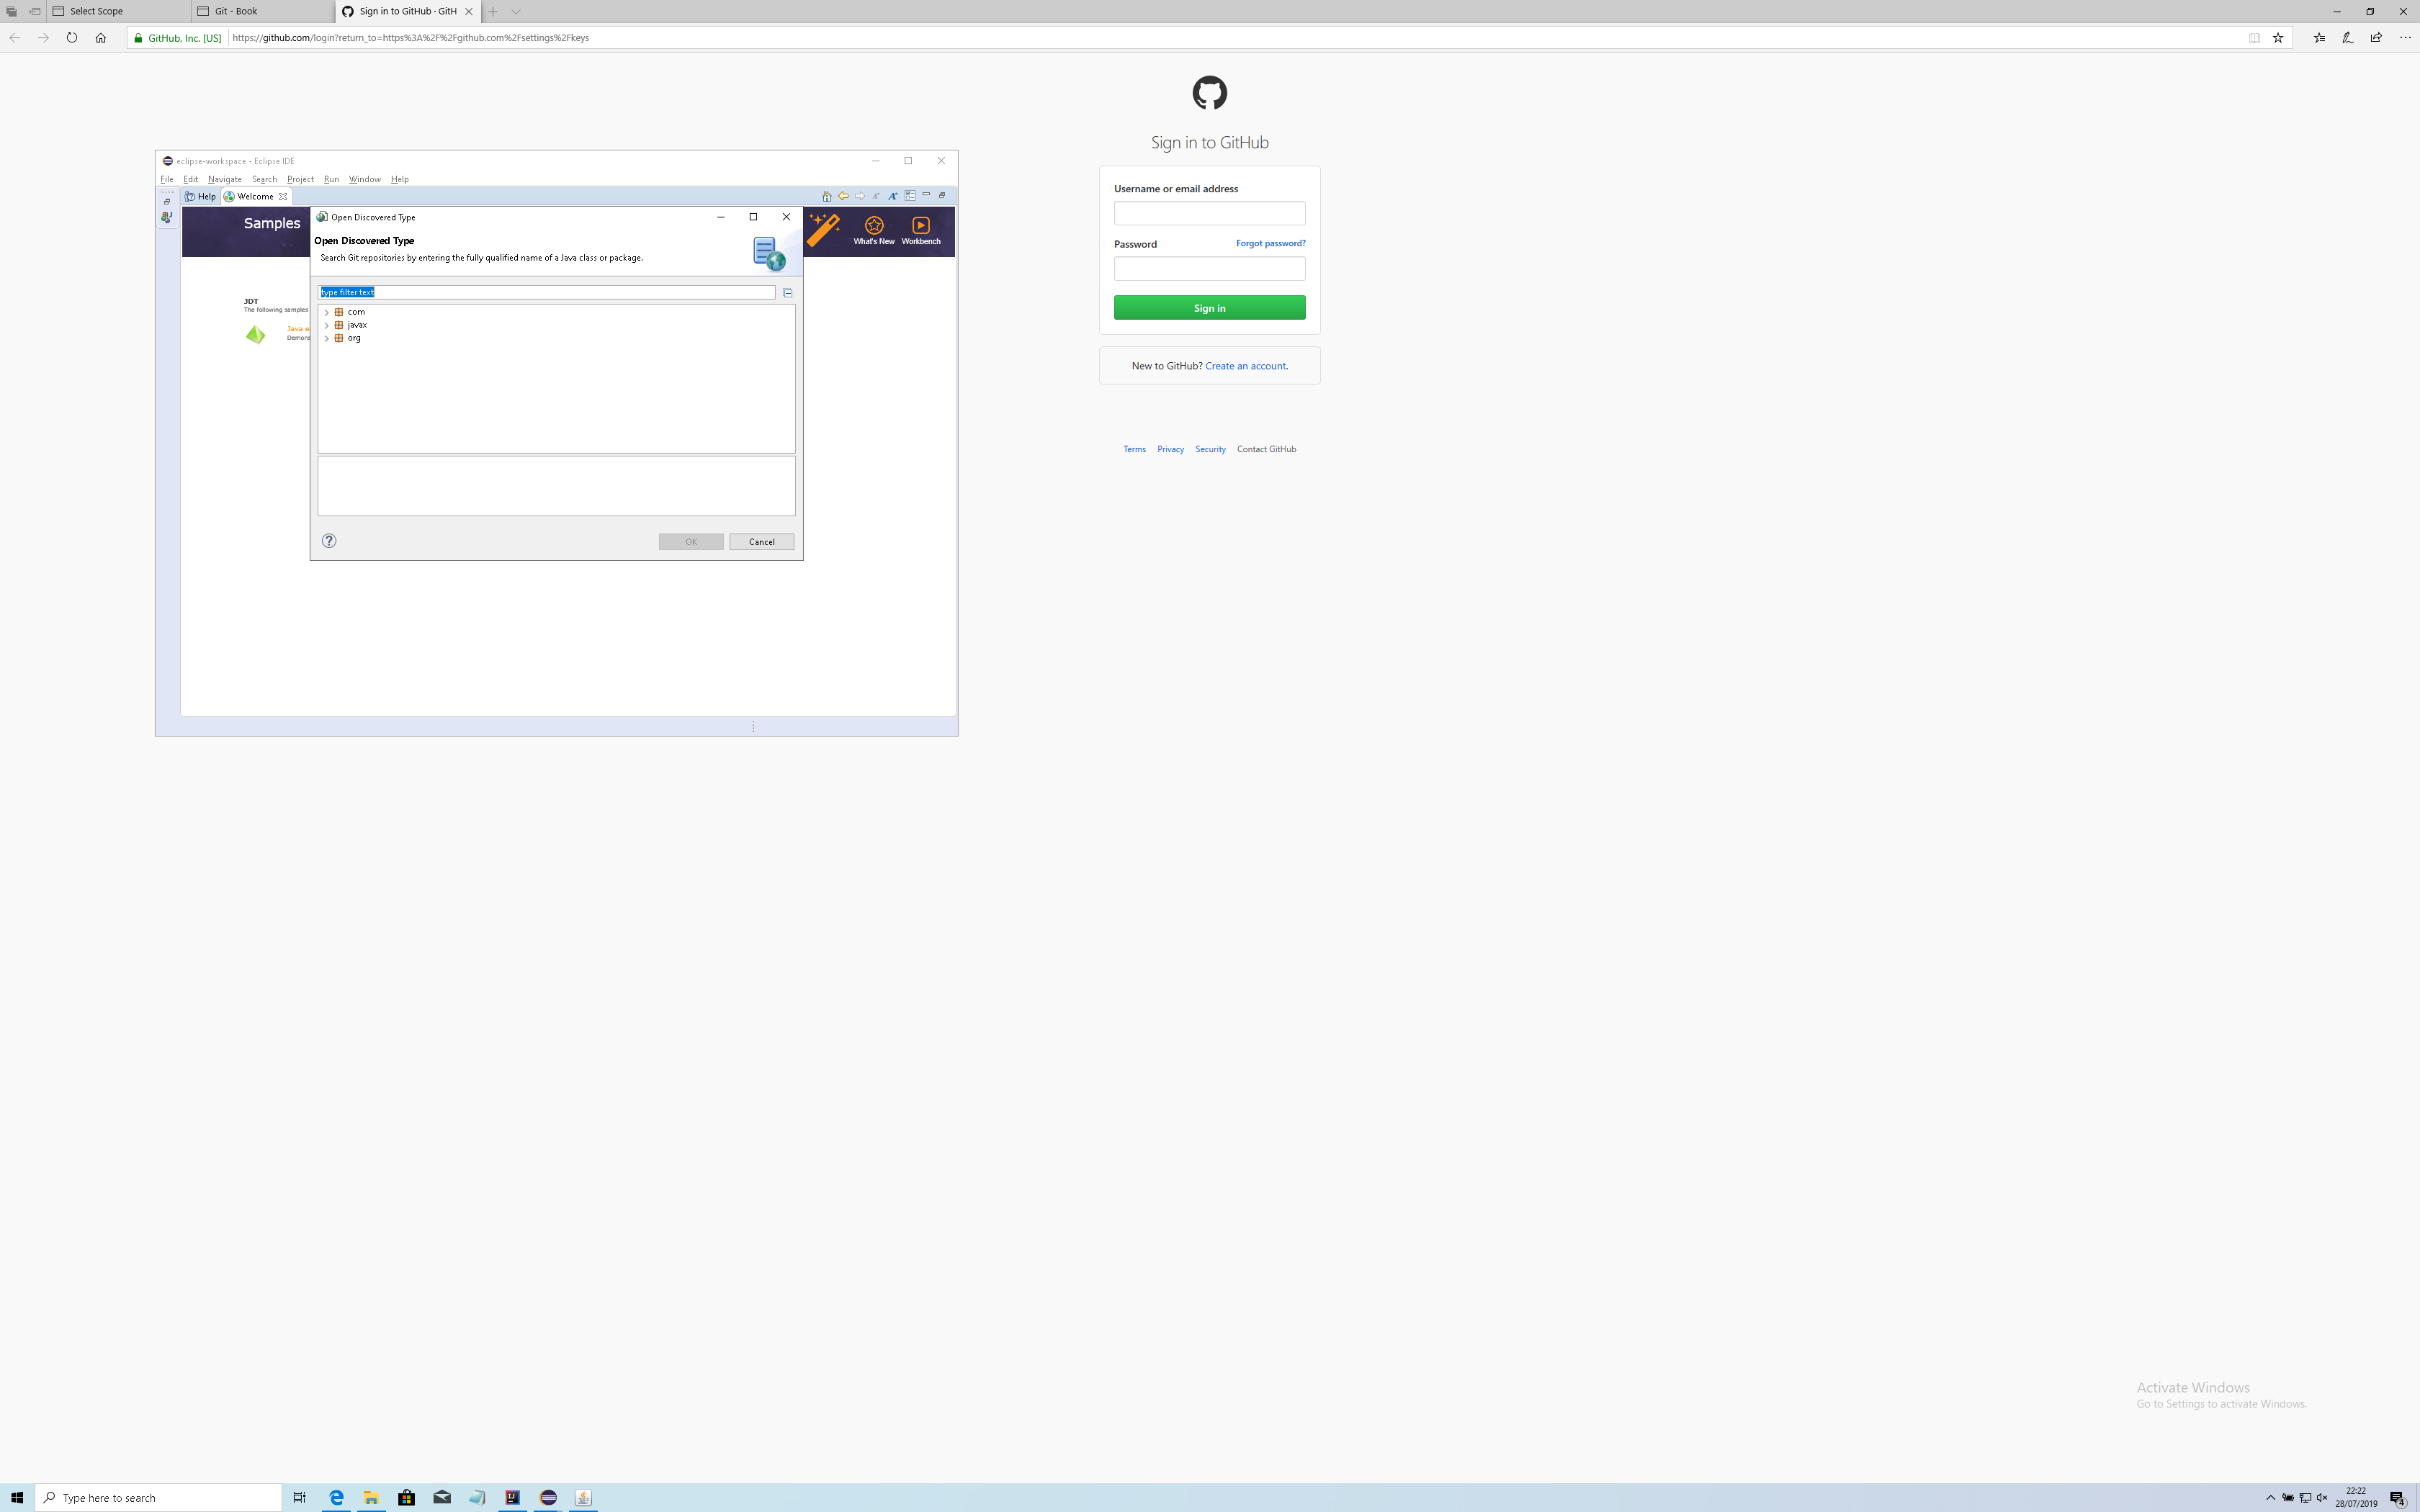 Select Scope
Git - Book
Sign in to GitHub · GitH
GitHub, Inc. [US]
https://github.com/login?return_to=https%3A%2F%2Fgithub.com%2Fsettings%2Fkeys
Sign in to GitHub
Username or email address
Password
Forgot password?
Sign in
New to GitHub? Create an account.
Terms
Privacy
Security
Contact GitHub
eclipse-workspace - Eclipse IDE
File
Edit
Navigate
Search
Project
Run
Window
Help
Help
Welcome
Samples
What's New
Workbench
JDT
The following samples
Java a
Demons
Open Discovered Type
Open Discovered Type
Search Git repositories by entering the fully qualified name of a Java class or package.
type filter text
com
javax
org
OK
Cancel
Activate Windows
Go to Settings to activate Windows.
Type here to search
22:22
28/07/2019
4